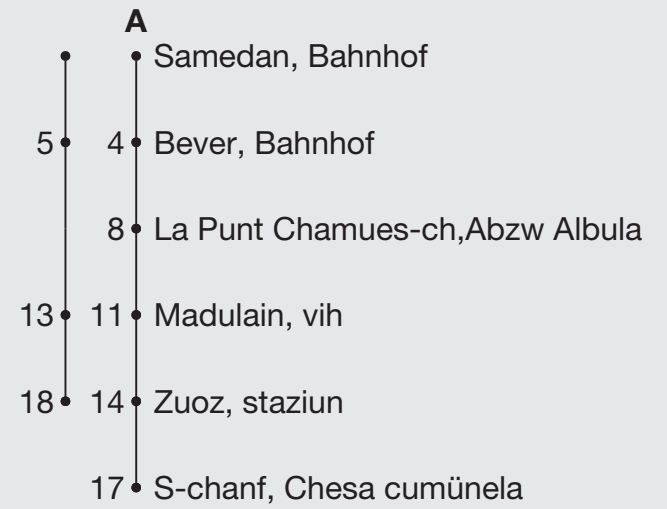 A
Samedan, Bahnhof
5 4 Bever, Bahnhof
8 La Punt Chamues-ch,Abzw Albula
13 11 Madulain, vih
18 14 Zuoz, staziun
17 S-chanf, Chesa cumünela